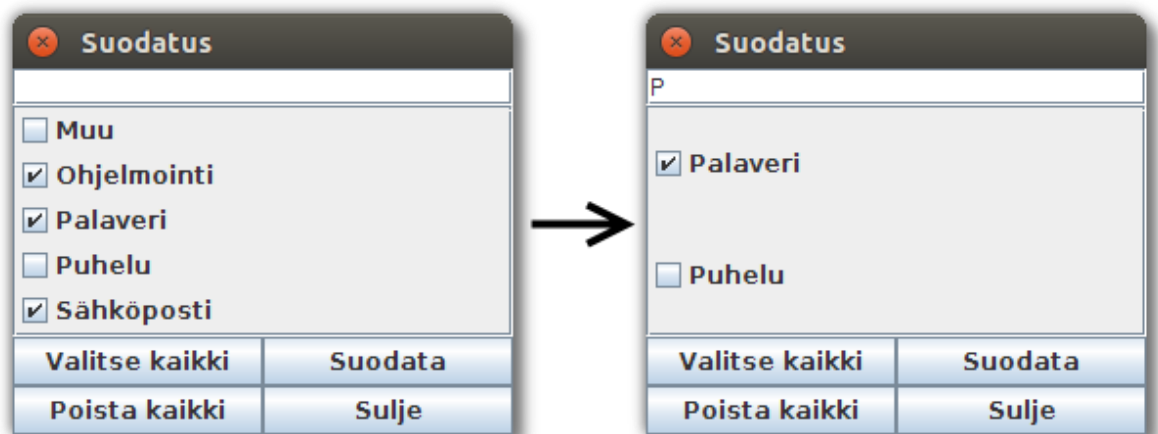 Suodatus
Muu
Ohjelmointi
Palaveri
Puhelu
Sähköposti
Valitse kaikki Suodata
Poista kaikki Sulje
Suodatus
P
Palaveri
Puhelu
Valitse kaikki Suodata
Poista kaikki Sulje